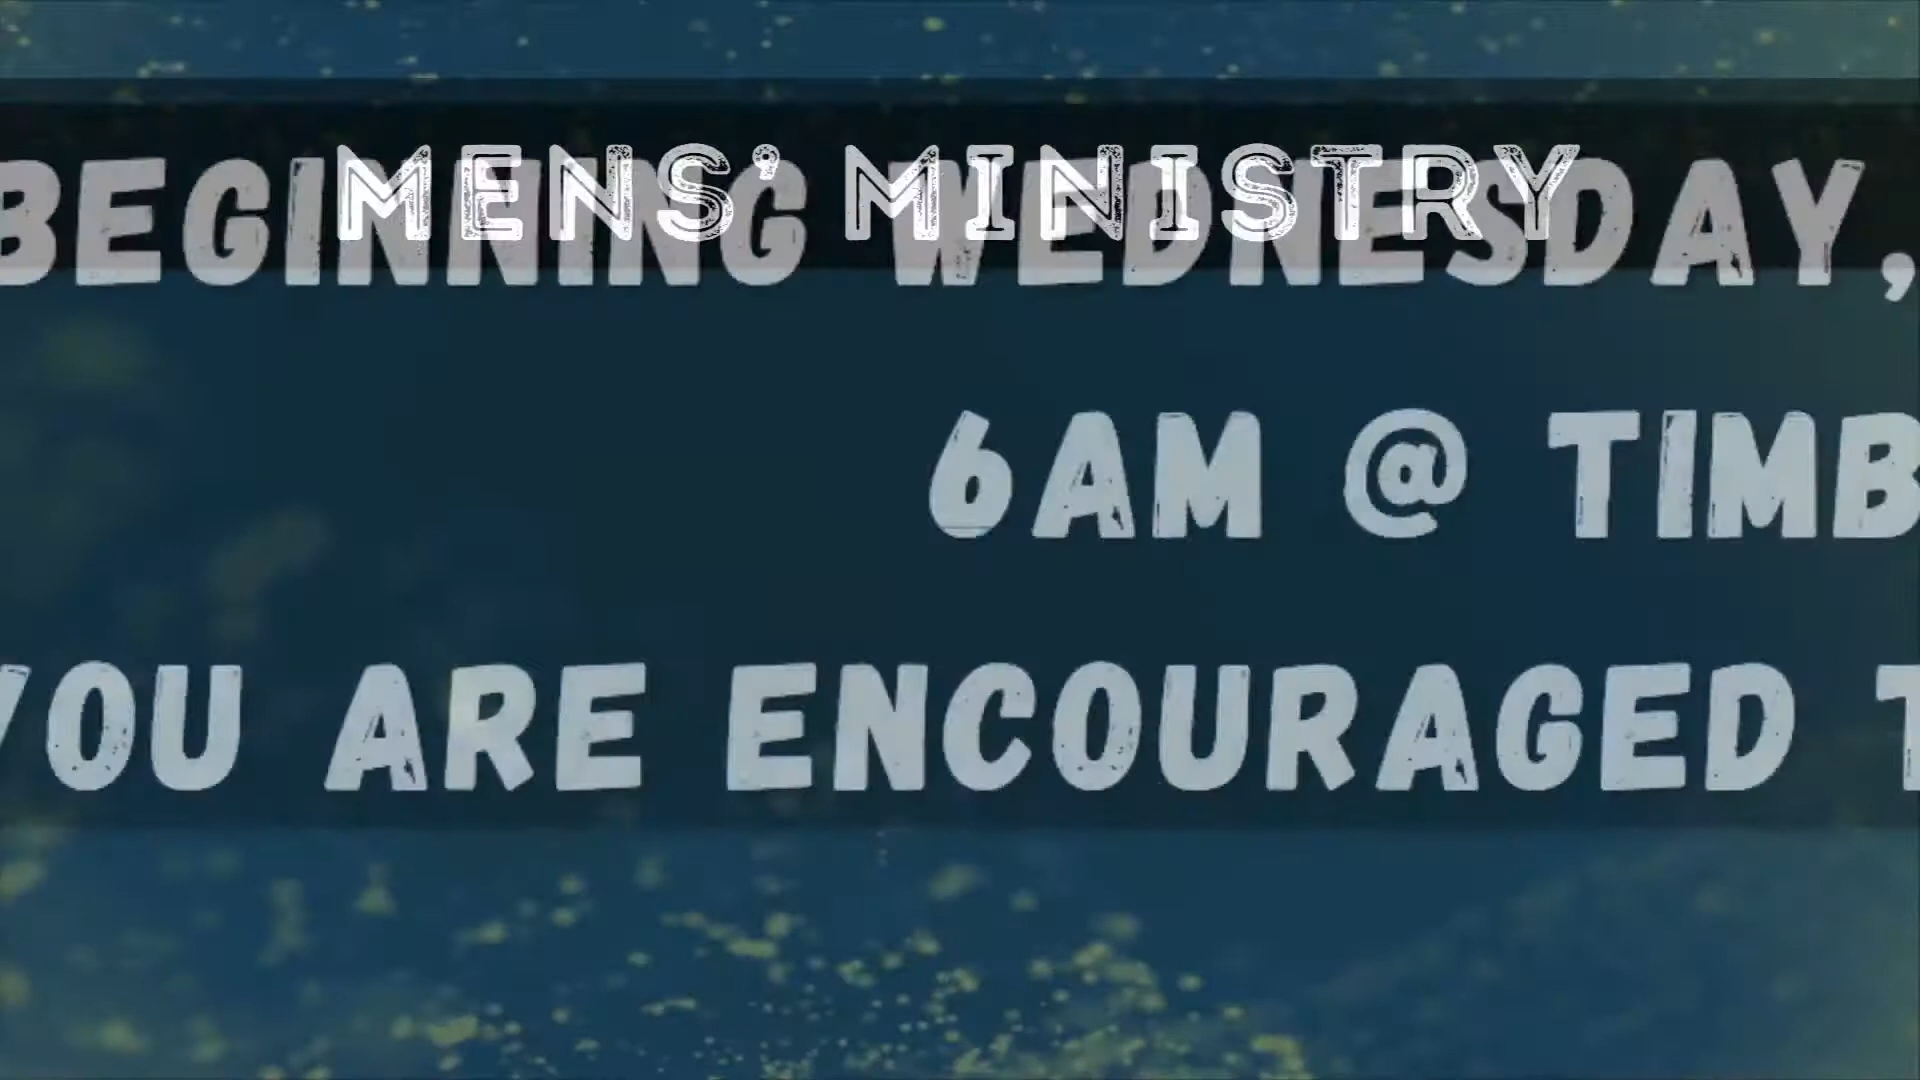 MENS' MINISTRY
BEGINNING WEDNESDAY,
6AM @ TIMB
YOU ARE ENCOURAGED T